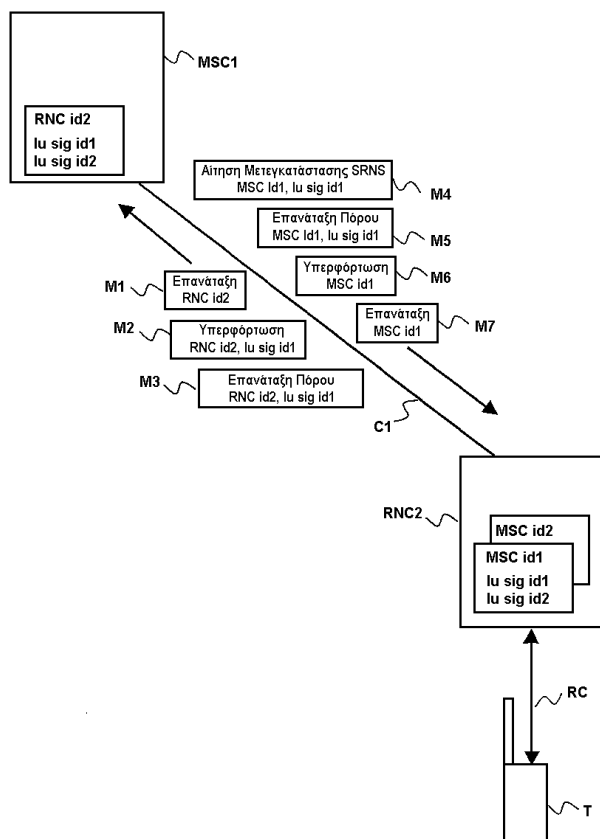 MSC1
RNC id2
Iu sig id1
Iu sig id2
Αίτηση Μετεγκατάστασης SRNS
MSC Id1, Iu sig id1
M4
Επανάταξη Πόρου
MSC Id1, Iu sig id1
M5
Υπερφόρτωση
MSC id1
M6
M1
Επανάταξη
RNC id2
Επανάταξη
MSC id1
M7
M2
Υπερφόρτωση
RNC id2, Iu sig id1
M3
Επανάταξη Πόρου
RNC id2, Iu sig id1
C1
RNC2
MSC id2
MSC id1
Iu sig id1
Iu sig id2
RC
T